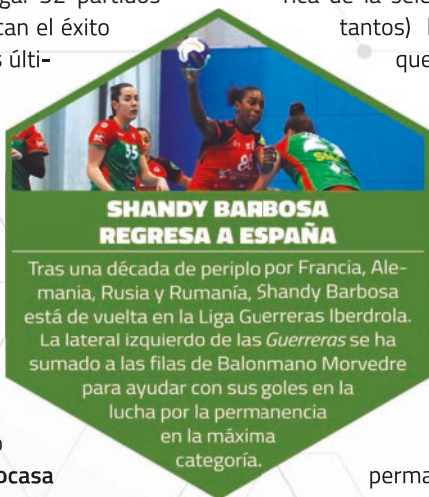 gar 32 partidos
can el éxito
s últi-
rica de la sele
tantos) l
que
SHANDY BARBOSA
REGRESA A ESPAÑA
Tras una década de periplo por Francia, Ale-
mania, Rusia y Rumanía, Shandy Barbosa
está de vuelta en la Liga Guerreras Iberdrola.
La lateral izquierdo de las Guerreras se ha
sumado a las filas de Balonmano Morvedre
para ayudar con sus goles en la
lucha por la permanencia
en la máxima
categoría.
o
ocasa
perma